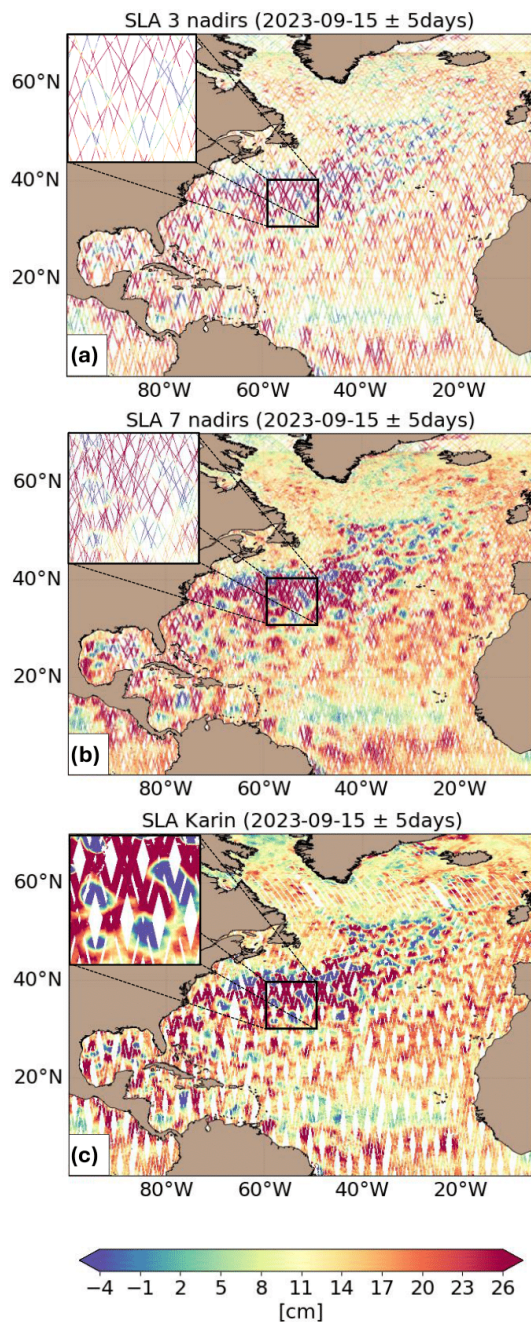 SLA 3 nadirs (2023-09-15 ± 5days)
60°N
40°N
20°N
(a)
80°W 60°W 40°W 20°W
SLA 7 nadirs (2023-09-15 ± 5days)
60°N
40°N
20°N
(b)
80°W 60°W 40°W 20°W
SLA Karin (2023-09-15 ± 5days)
60°N
40°N
20°N
(c)
80°W 60°W 40°W 20°W
−4 −1 2 5 8 11 14 17 20 23 26
[cm]